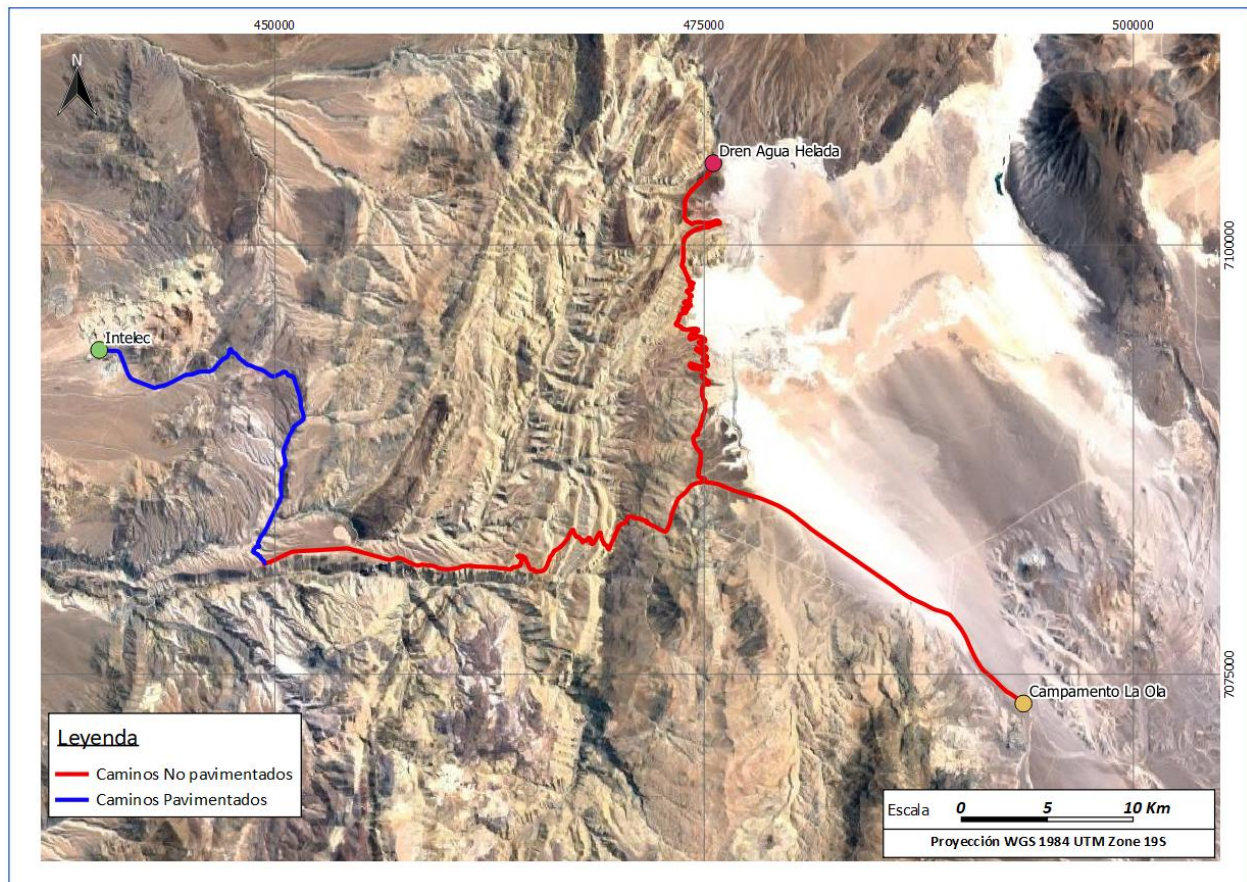 450000
475000
500000
N
Dren Agua Helada
7100000
Intelec
7075000
Campamento La Ola
Leyenda
Caminos No pavimentados
Caminos Pavimentados
Escala 0 5 10 Km
Proyección WGS 1984 UTM Zone 19S